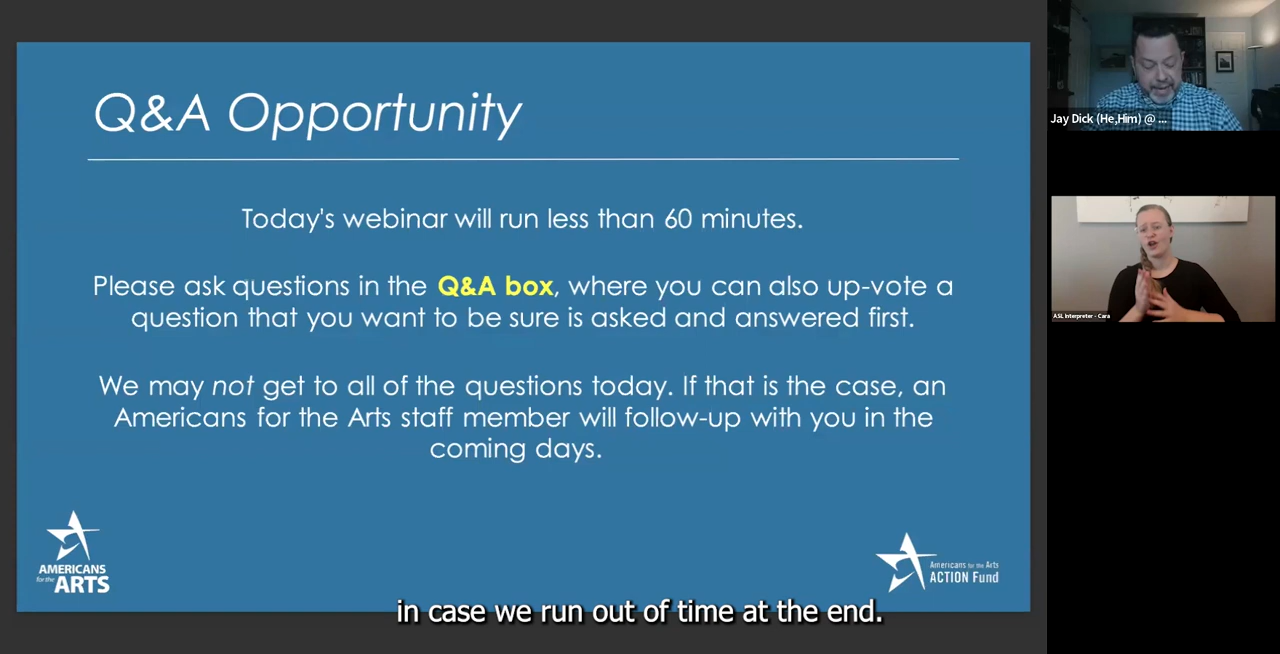 Q&A Opportunity
Today's webinar will run less than 60 minutes.
Please ask questions in the Q&A box, where you can also up-vote a
question that you want to be sure is asked and answered first.
We may not get to all of the questions today. If that is the case, an
Americans for the Arts staff member will follow-up with you in the
coming days.
AMERICANS
for the
ARTS
Americans for the Arts
ACTION Fund
in case we run out of time at the end.
Jay Dick (He,Him) @ ...
ASL Interpreter - Cara